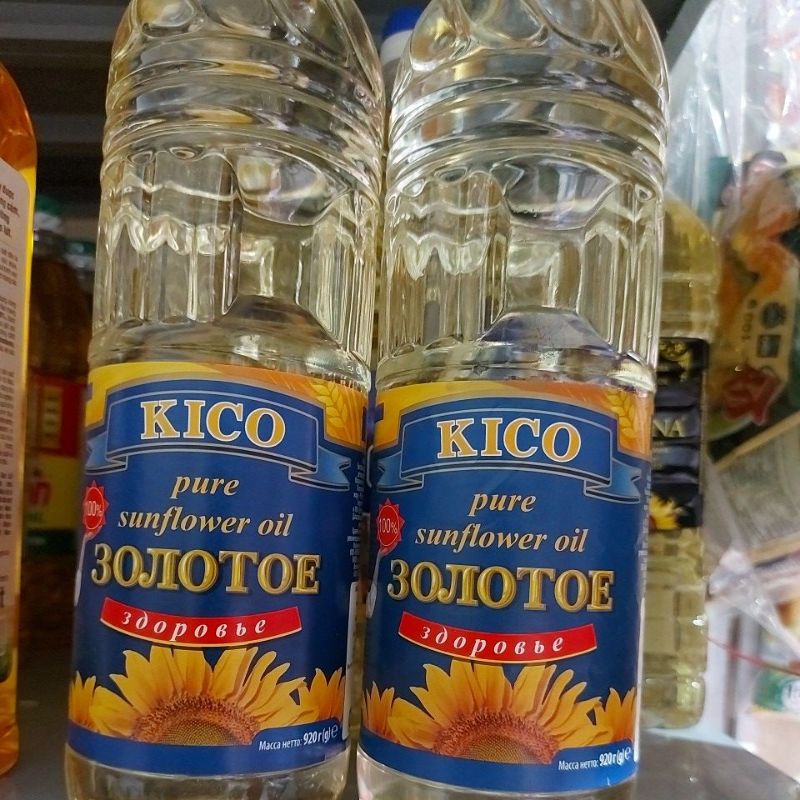 KICO
pure
sunflower oil
100%
ЗОЛОТОЕ
здоровье
Масса нетто: 920 г (g) e
KICO
pure
sunflower oil
100%
ЗОЛОТОЕ
здоровье
Масса нетто: 920 г (g) e
NA